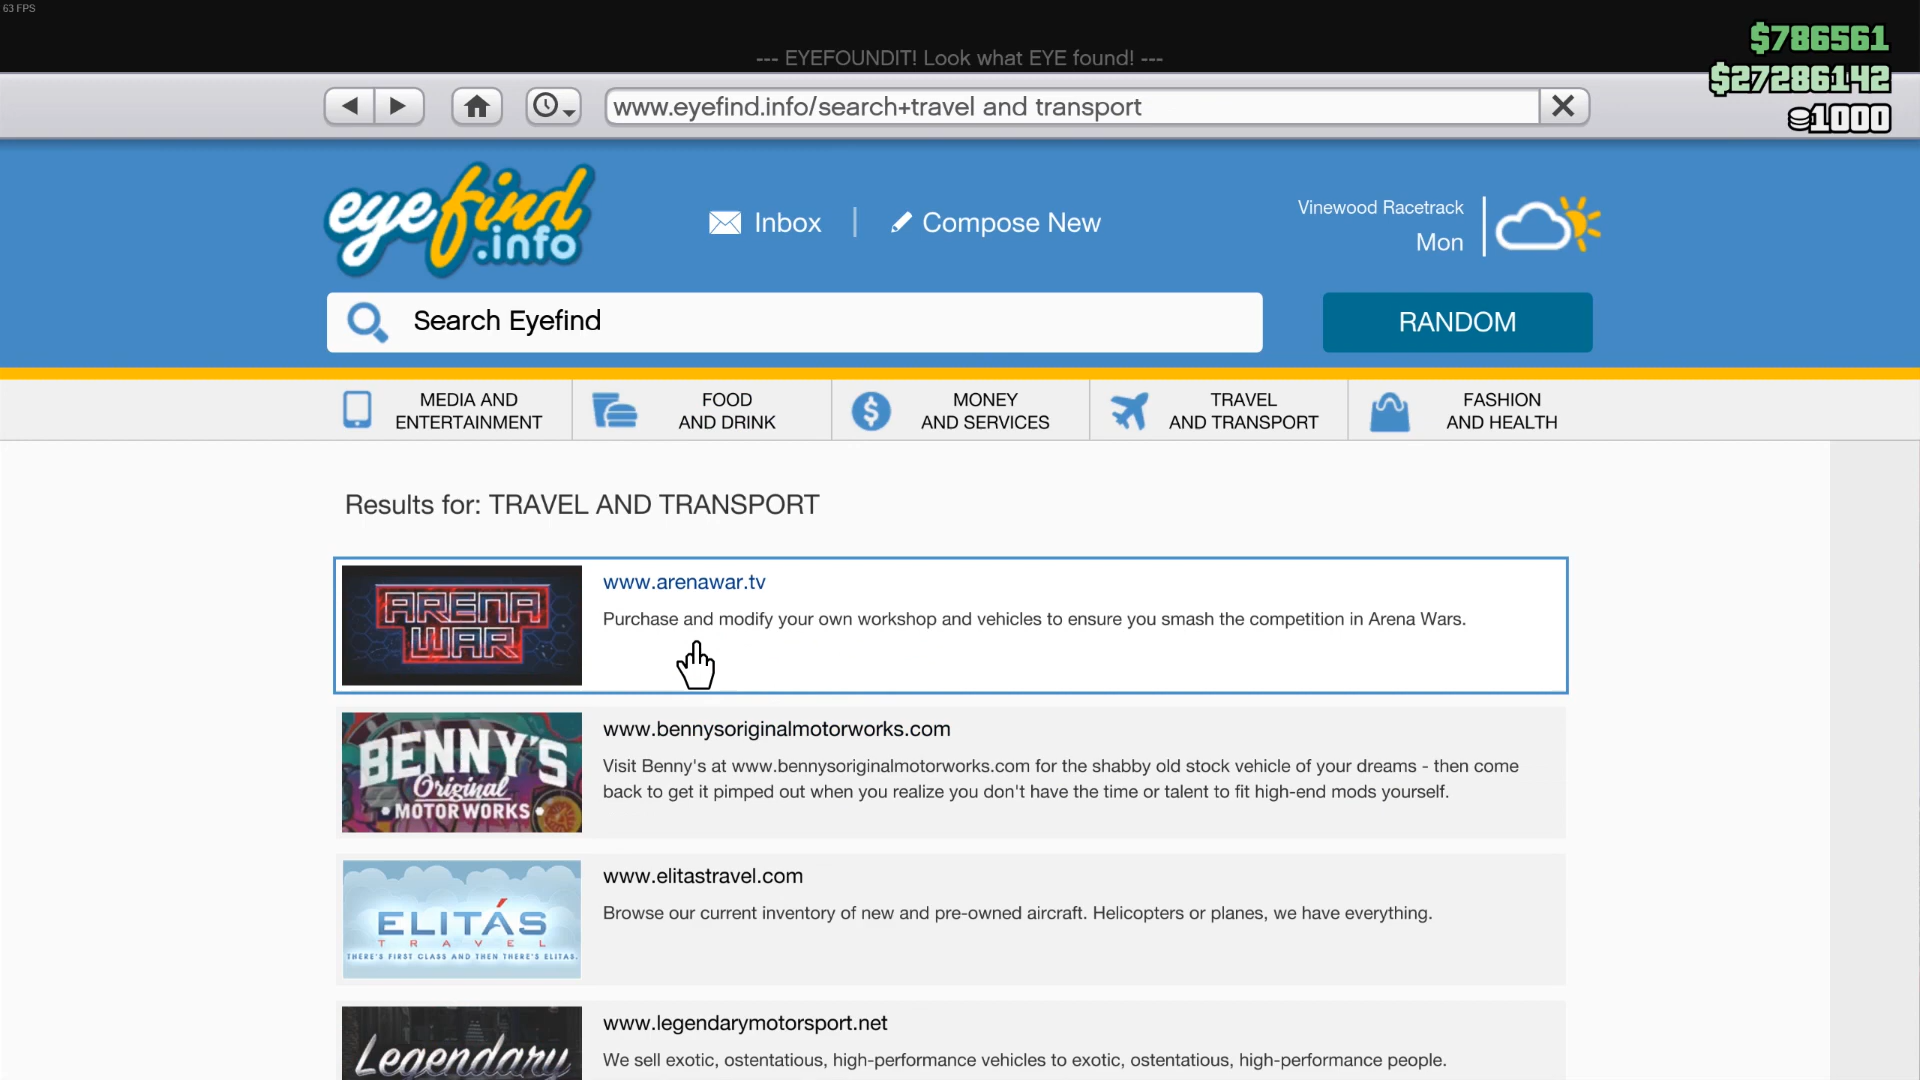 63 FPS
--- EYEFOUNDIT! Look what EYE found! ---
$786561
$27286142
1000
www.eyefind.info/search+travel and transport
eyefind
.info
Inbox
Compose New
Vinewood Racetrack
Mon
Search Eyefind
RANDOM
MEDIA AND
ENTERTAINMENT
FOOD
AND DRINK
MONEY
AND SERVICES
TRAVEL
AND TRANSPORT
FASHION
AND HEALTH
Results for: TRAVEL AND TRANSPORT
ARENA
WAR
www.arenawar.tv
Purchase and modify your own workshop and vehicles to ensure you smash the competition in Arena Wars.
BENNY'S
Original
• MOTOR WORKS •
www.bennysoriginalmotorworks.com
Visit Benny's at www.bennysoriginalmotorworks.com for the shabby old stock vehicle of your dreams - then come
back to get it pimped out when you realize you don't have the time or talent to fit high-end mods yourself.
ELITÁS
TRAVEL
THERE'S FIRST CLASS AND THEN THERE'S ELITAS.
www.elitastravel.com
Browse our current inventory of new and pre-owned aircraft. Helicopters or planes, we have everything.
Legendary
www.legendarymotorsport.net
We sell exotic, ostentatious, high-performance vehicles to exotic, ostentatious, high-performance people.